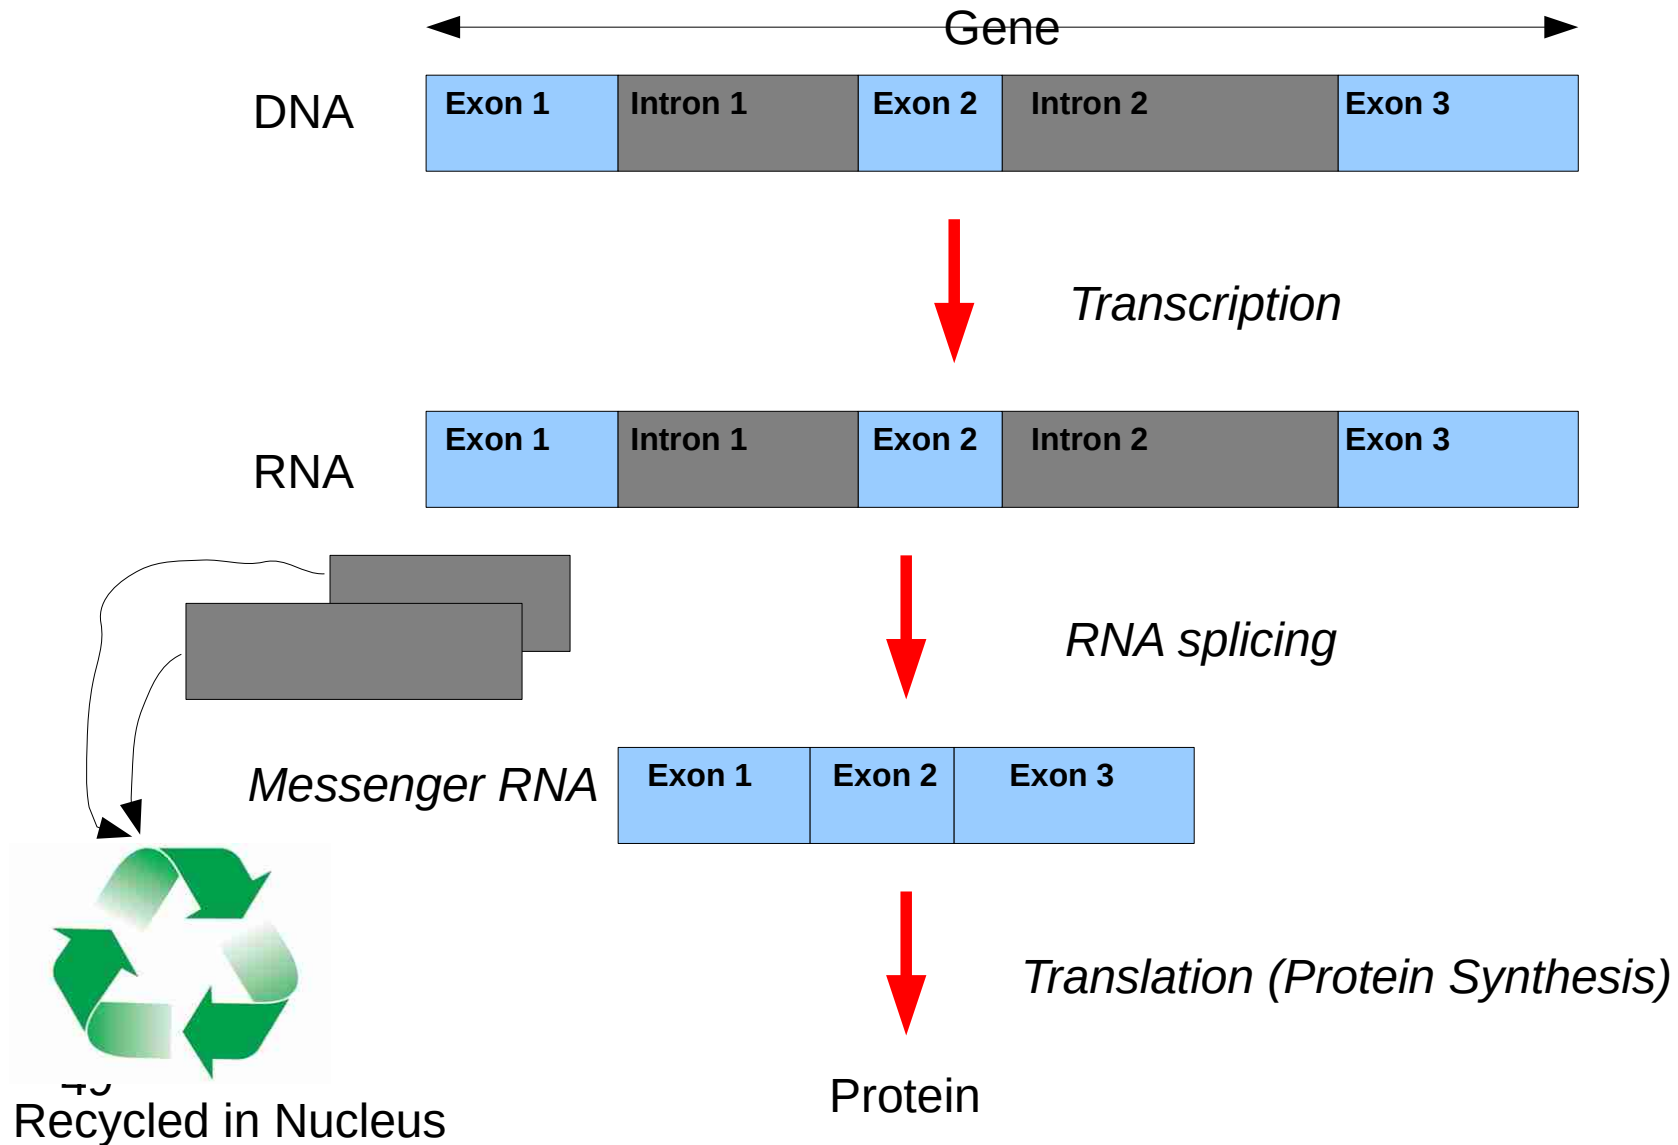 Gene
DNA
Exon 1 Intron 1 Exon 2 Intron 2 Exon 3
Transcription
RNA
Exon 1 Intron 1 Exon 2 Intron 2 Exon 3
RNA splicing
Messenger RNA
Exon 1 Exon 2 Exon 3
Translation (Protein Synthesis)
Protein
Recycled in Nucleus